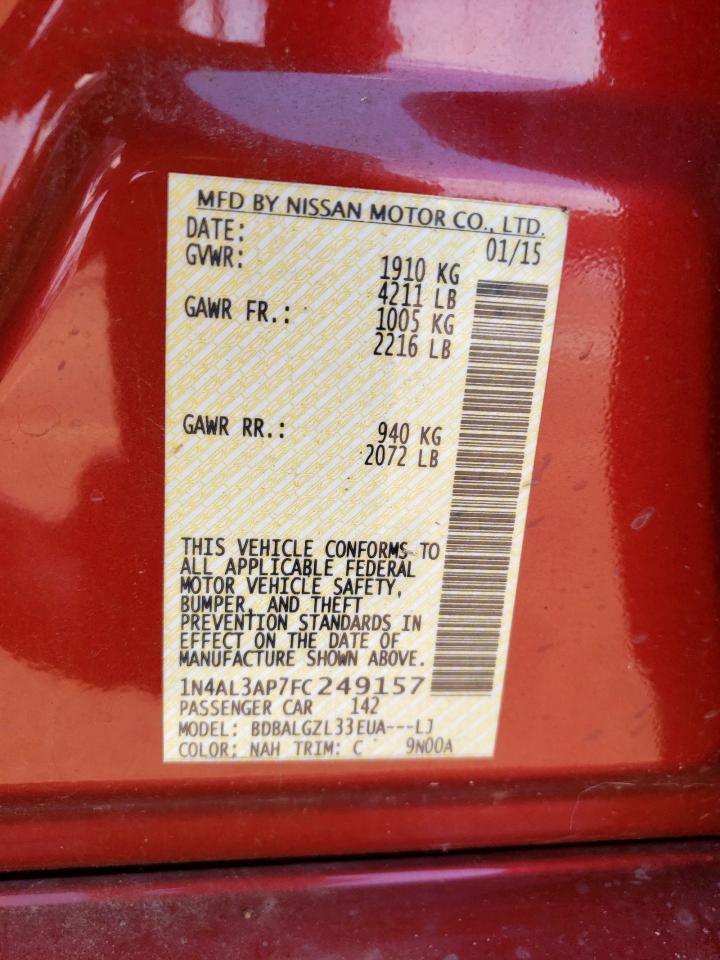 MFD BY NISSAN MOTOR CO., LTD.
DATE: 01/15
GVWR: 1910 KG
4211 LB
GAWR FR.: 1005 KG
2216 LB
GAWR RR.: 940 KG
2072 LB
THIS VEHICLE CONFORMS TO
ALL APPLICABLE FEDERAL
MOTOR VEHICLE SAFETY,
BUMPER, AND THEFT
PREVENTION STANDARDS IN
EFFECT ON THE DATE OF
MANUFACTURE SHOWN ABOVE.
1N4AL3AP7FC249157
PASSENGER CAR 142
MODEL: BDBALGZL33EUA---LJ
COLOR: NAH TRIM: C 9N00A